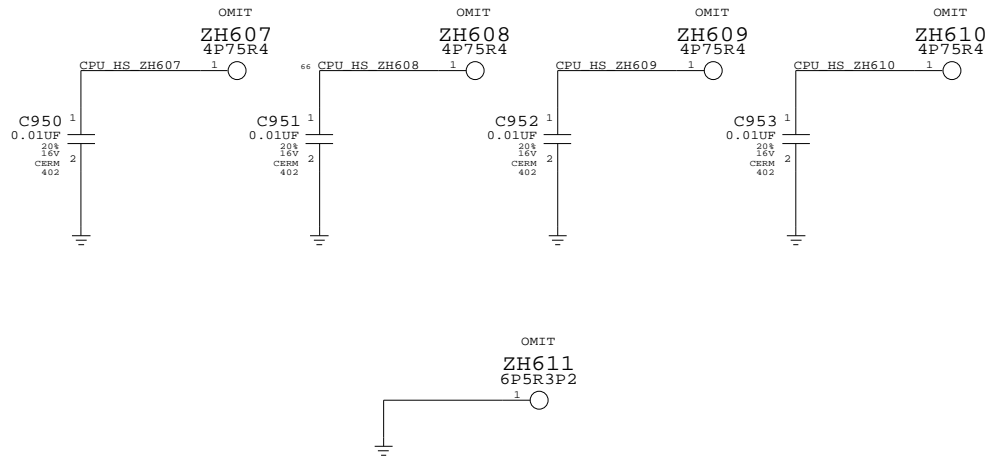 OMIT
ZH607
4P75R4
CPU_HS_ZH607
1
C950
1
0.01UF
20%
16V
CERM
402
2
OMIT
ZH608
4P75R4
66
CPU_HS_ZH608
1
C951
1
0.01UF
20%
16V
CERM
402
2
OMIT
ZH609
4P75R4
CPU_HS_ZH609
1
C952
1
0.01UF
20%
16V
CERM
402
2
OMIT
ZH610
4P75R4
CPU_HS_ZH610
1
C953
1
0.01UF
20%
16V
CERM
402
2
OMIT
ZH611
6P5R3P2
1